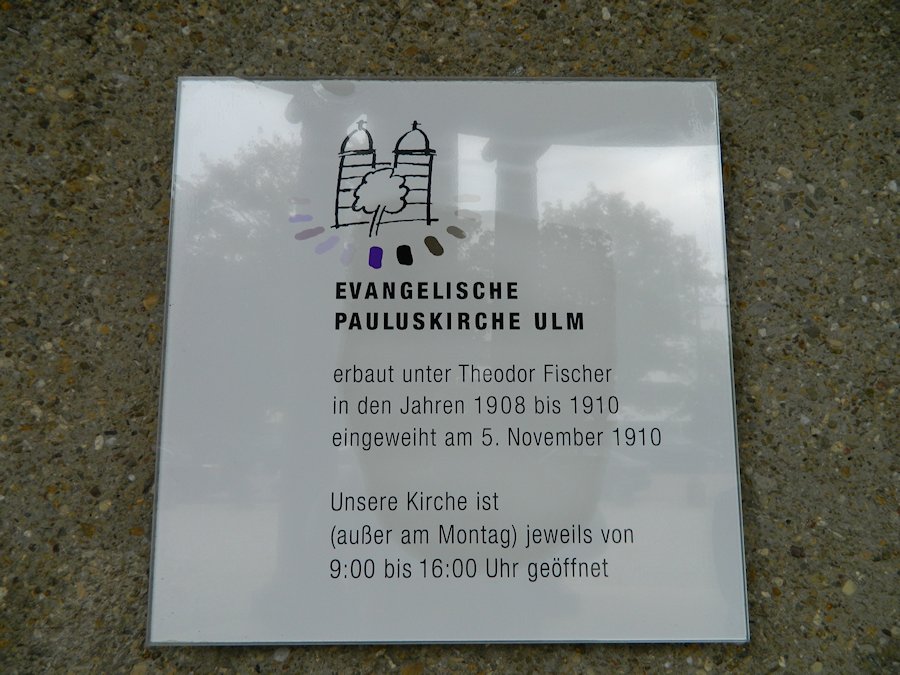 EVANGELISCHE
PAULUSKIRCHE ULM
erbaut unter Theodor Fischer
in den Jahren 1908 bis 1910
eingeweiht am 5. November 1910
Unsere Kirche ist
(außer am Montag) jeweils von
9:00 bis 16:00 Uhr geöffnet